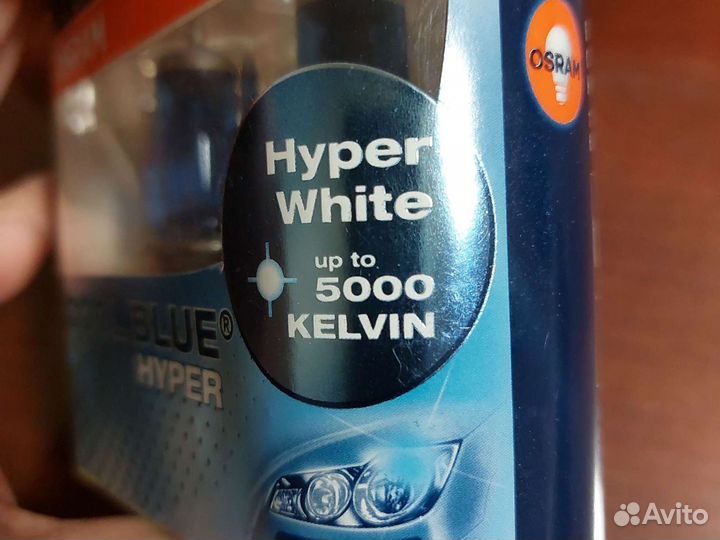 OSRAM
Hyper
White
up to
5000
KELVIN
BLUE®
HYPER
Avito